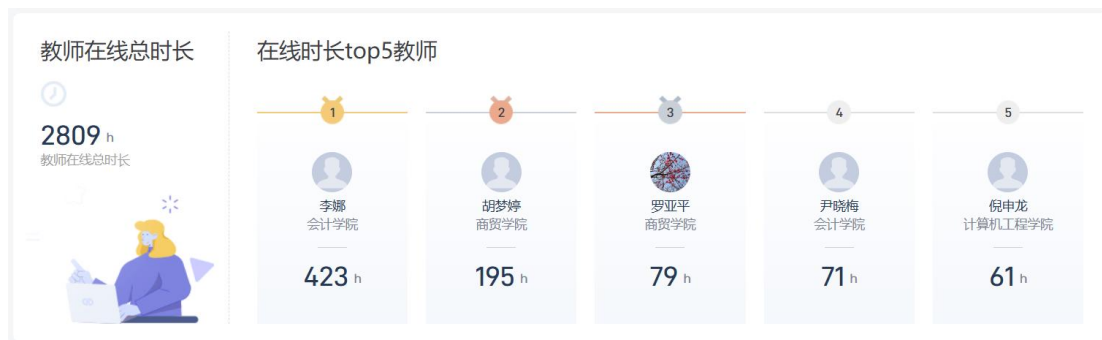 教师在线总时长
在线时长top5教师
2809 h
教师在线总时长
1
李娜
会计学院
423 h
2
胡梦婷
商贸学院
195 h
3
罗亚平
商贸学院
79 h
4
尹晓梅
会计学院
71 h
5
倪申龙
计算机工程学院
61 h